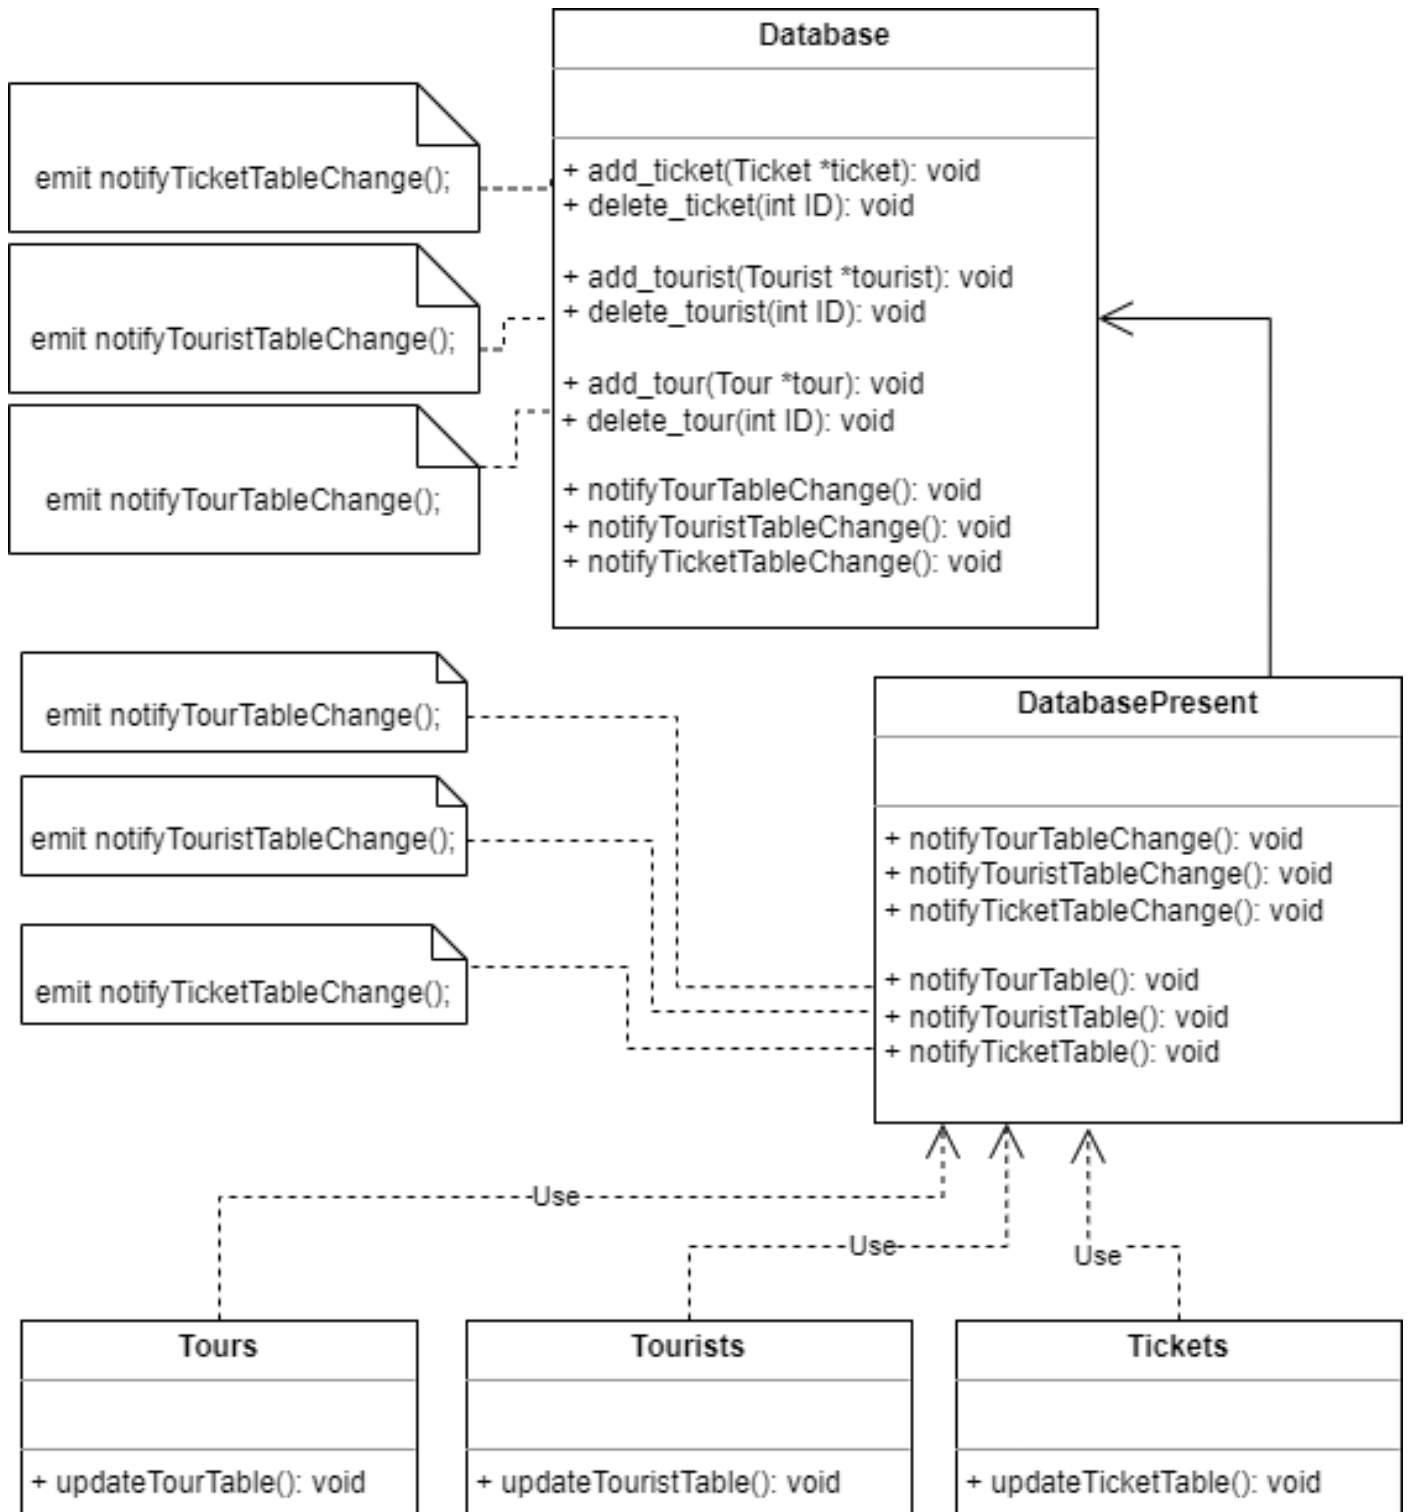 Database
emit notifyTicketTableChange();
+ add_ticket(Ticket *ticket): void
+ delete_ticket(int ID): void
emit notifyTouristTableChange();
+ add_tourist(Tourist *tourist): void
+ delete_tourist(int ID): void
emit notifyTourTableChange();
+ add_tour(Tour *tour): void
+ delete_tour(int ID): void
+ notifyTourTableChange(): void
+ notifyTouristTableChange(): void
+ notifyTicketTableChange(): void
emit notifyTourTableChange();
emit notifyTouristTableChange();
emit notifyTicketTableChange();
DatabasePresent
+ notifyTourTableChange(): void
+ notifyTouristTableChange(): void
+ notifyTicketTableChange(): void
+ notifyTourTable(): void
+ notifyTouristTable(): void
+ notifyTicketTable(): void
Use
Use
Use
Tours
+ updateTourTable(): void
Tourists
+ updateTouristTable(): void
Tickets
+ updateTicketTable(): void